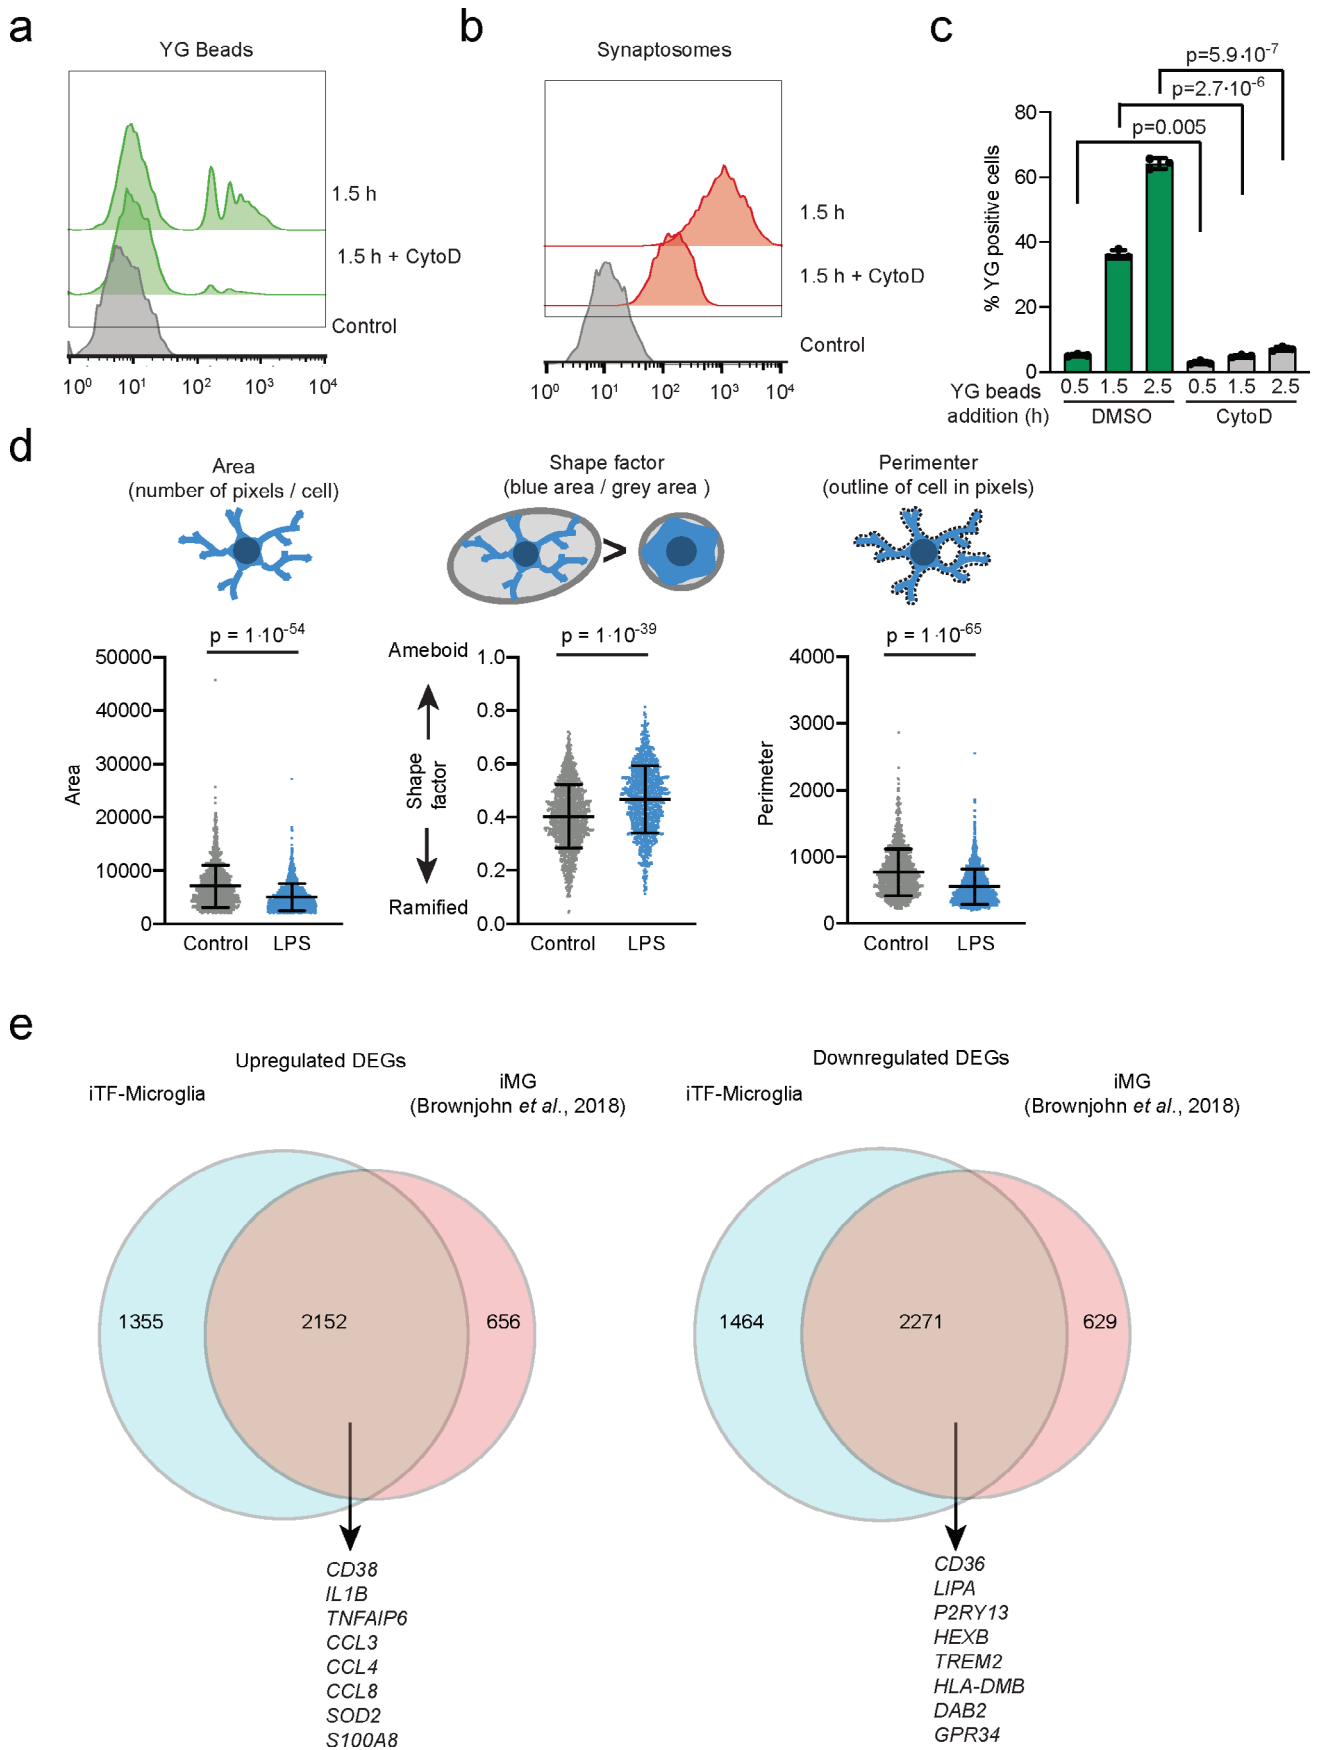 a
YG Beads
1.5 h
1.5 h + CytoD
Control
10⁰ 10¹ 10² 10³ 10⁴
b
Synaptosomes
1.5 h
1.5 h + CytoD
Control
10⁰ 10¹ 10² 10³ 10⁴
c
p=5.9·10⁻⁷
p=2.7·10⁻⁶
p=0.005
% YG positive cells
80
60
40
20
0
YG beads
addition (h)
0.5 1.5 2.5 0.5 1.5 2.5
DMSO CytoD
d
Area
(number of pixels / cell)
p = 1·10⁻⁵⁴
Area
50000
40000
30000
20000
10000
0
Control LPS
Shape factor
(blue area / grey area )
>
p = 1·10⁻³⁹
Ameboid
Shape
factor
Ramified
1.0
0.8
0.6
0.4
0.2
0.0
Control LPS
Perimenter
(outline of cell in pixels)
p = 1·10⁻⁶⁵
Perimeter
4000
3000
2000
1000
0
Control LPS
e
Upregulated DEGs
iTF-Microglia
iMG
(Brownjohn et al., 2018)
1355 2152 656
CD38
IL1B
TNFAIP6
CCL3
CCL4
CCL8
SOD2
S100A8
Downregulated DEGs
iTF-Microglia
iMG
(Brownjohn et al., 2018)
1464 2271 629
CD36
LIPA
P2RY13
HEXB
TREM2
HLA-DMB
DAB2
GPR34